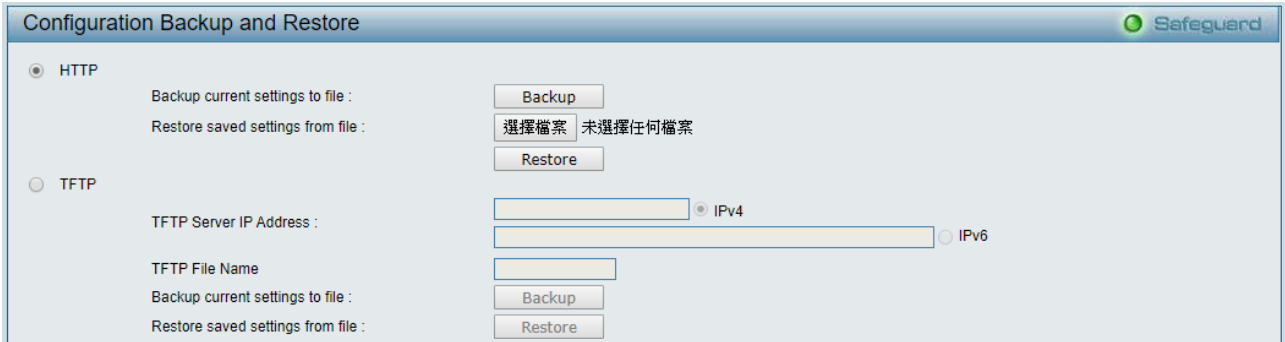 Configuration Backup and Restore Safeguard
HTTP
Backup current settings to file : Backup
Restore saved settings from file : 選擇檔案 未選擇任何檔案
Restore
TFTP
TFTP Server IP Address : IPv4
IPv6
TFTP File Name
Backup current settings to file : Backup
Restore saved settings from file : Restore